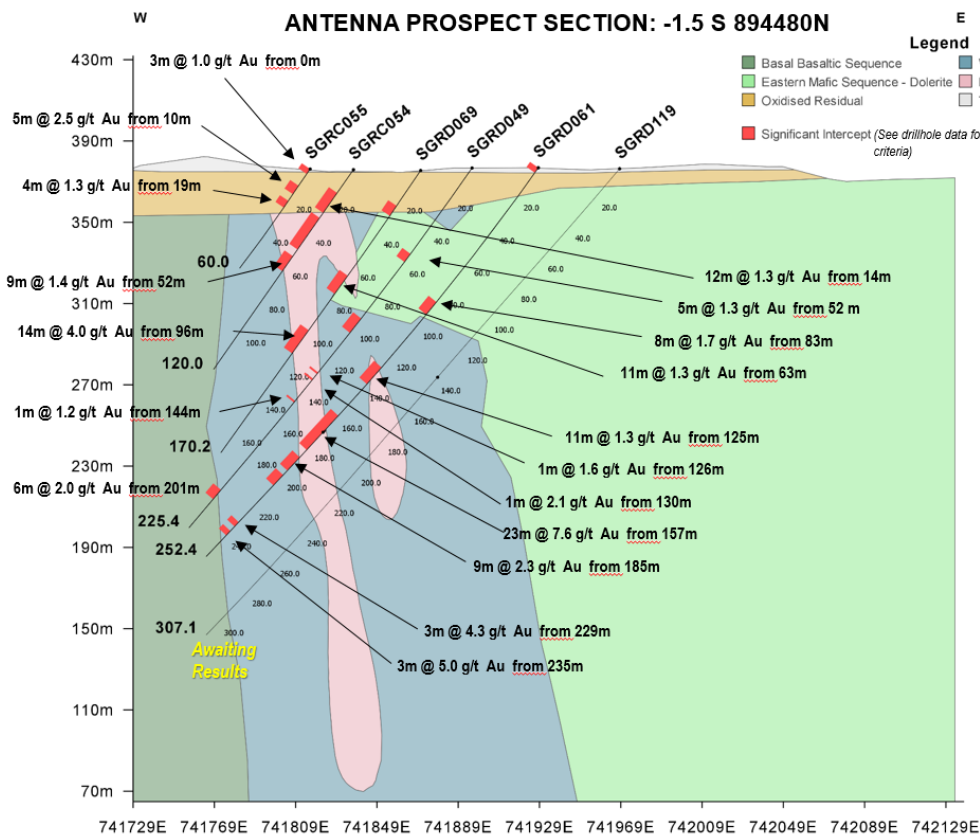 W
ANTENNA PROSPECT SECTION: -1.5 S 894480N
E
Legend
Basal Basaltic Sequence
Eastern Mafic Sequence - Dolerite
Oxidised Residual
Significant Intercept (See drillhole data fo
criteria)
430m
390m
350m
310m
270m
230m
190m
150m
110m
70m
3m @ 1.0 g/t Au from 0m
5m @ 2.5 g/t Au from 10m
4m @ 1.3 g/t Au from 19m
9m @ 1.4 g/t Au from 52m
14m @ 4.0 g/t Au from 96m
1m @ 1.2 g/t Au from 144m
6m @ 2.0 g/t Au from 201m
SGRC055
SGRC054
SGRD069
SGRD049
SGRD061
SGRD119
12m @ 1.3 g/t Au from 14m
5m @ 1.3 g/t Au from 52 m
8m @ 1.7 g/t Au from 83m
11m @ 1.3 g/t Au from 63m
11m @ 1.3 g/t Au from 125m
1m @ 1.6 g/t Au from 126m
1m @ 2.1 g/t Au from 130m
23m @ 7.6 g/t Au from 157m
9m @ 2.3 g/t Au from 185m
3m @ 4.3 g/t Au from 229m
3m @ 5.0 g/t Au from 235m
60.0
120.0
170.2
225.4
252.4
307.1
Awaiting
Results
20.0
20.0
20.0
20.0
20.0
40.0
40.0
40.0
40.0
40.0
60.0
60.0
60.0
60.0
80.0
80.0
80.0
80.0
100.0
100.0
100.0
120.0
120.0
120.0
140.0
140.0
140.0
140.0
160.0
160.0
160.0
160.0
180.0
180.0
200.0
200.0
220.0
220.0
240.0
260.0
280.0
300.0
741729E
741769E
741809E
741849E
741889E
741929E
741969E
742009E
742049E
742089E
742129E